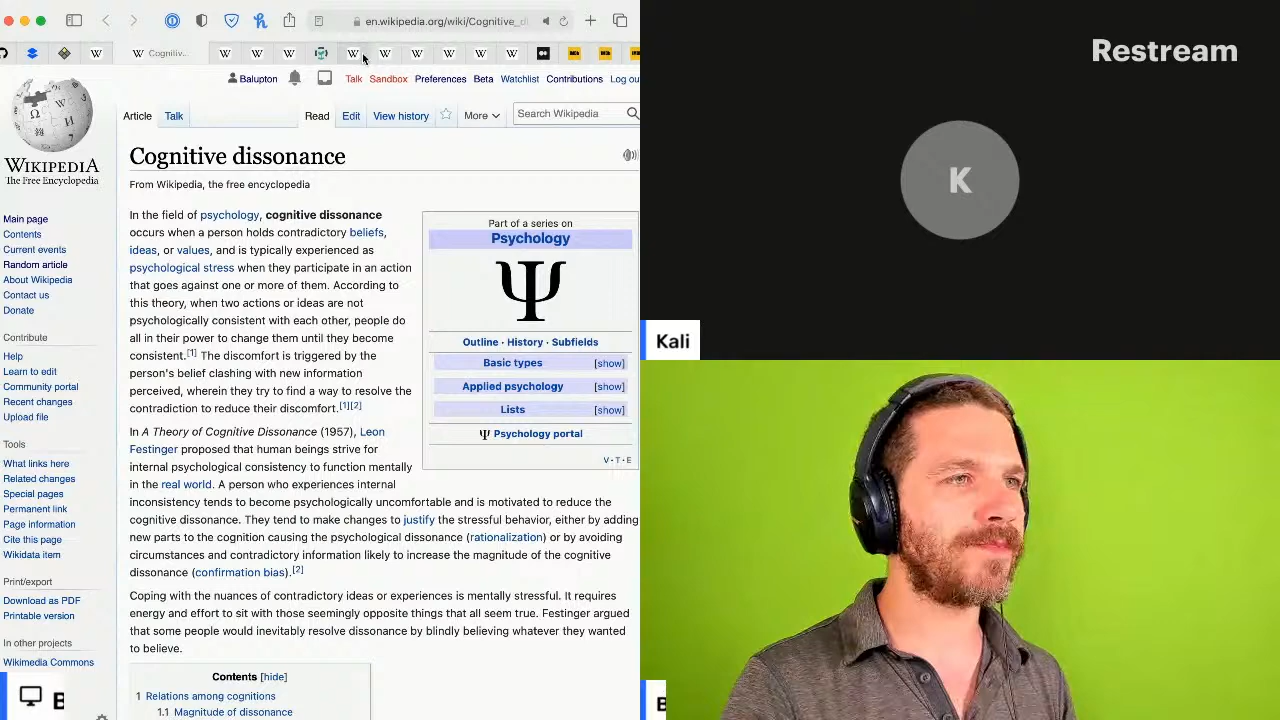 en.wikipedia.org/wiki/Cognitive_di
Cognitiv...
Balupton
Talk
Sandbox
Preferences
Beta
Watchlist
Contributions
Log ou
Article
Talk
Read
Edit
View history
More
Search Wikipedia
WIKIPEDIA
The Free Encyclopedia
Main page
Contents
Current events
Random article
About Wikipedia
Contact us
Donate
Contribute
Help
Learn to edit
Community portal
Recent changes
Upload file
Tools
What links here
Related changes
Special pages
Permanent link
Page information
Cite this page
Wikidata item
Print/export
Download as PDF
Printable version
In other projects
Wikimedia Commons
Cognitive dissonance
From Wikipedia, the free encyclopedia
In the field of psychology, cognitive dissonance
occurs when a person holds contradictory beliefs,
ideas, or values, and is typically experienced as
psychological stress when they participate in an action
that goes against one or more of them. According to
this theory, when two actions or ideas are not
psychologically consistent with each other, people do
all in their power to change them until they become
consistent.[1] The discomfort is triggered by the
person's belief clashing with new information
perceived, wherein they try to find a way to resolve the
contradiction to reduce their discomfort.[1][2]
In A Theory of Cognitive Dissonance (1957), Leon
Festinger proposed that human beings strive for
internal psychological consistency to function mentally
in the real world. A person who experiences internal
inconsistency tends to become psychologically uncomfortable and is motivated to reduce the
cognitive dissonance. They tend to make changes to justify the stressful behavior, either by adding
new parts to the cognition causing the psychological dissonance (rationalization) or by avoiding
circumstances and contradictory information likely to increase the magnitude of the cognitive
dissonance (confirmation bias).[2]
Coping with the nuances of contradictory ideas or experiences is mentally stressful. It requires
energy and effort to sit with those seemingly opposite things that all seem true. Festinger argued
that some people would inevitably resolve dissonance by blindly believing whatever they wanted
to believe.
Part of a series on
Psychology
Ψ
Outline · History · Subfields
Basic types [show]
Applied psychology [show]
Lists [show]
Ψ Psychology portal
V · T · E
Contents [hide]
1 Relations among cognitions
1.1 Magnitude of dissonance
Restream
K
Kali